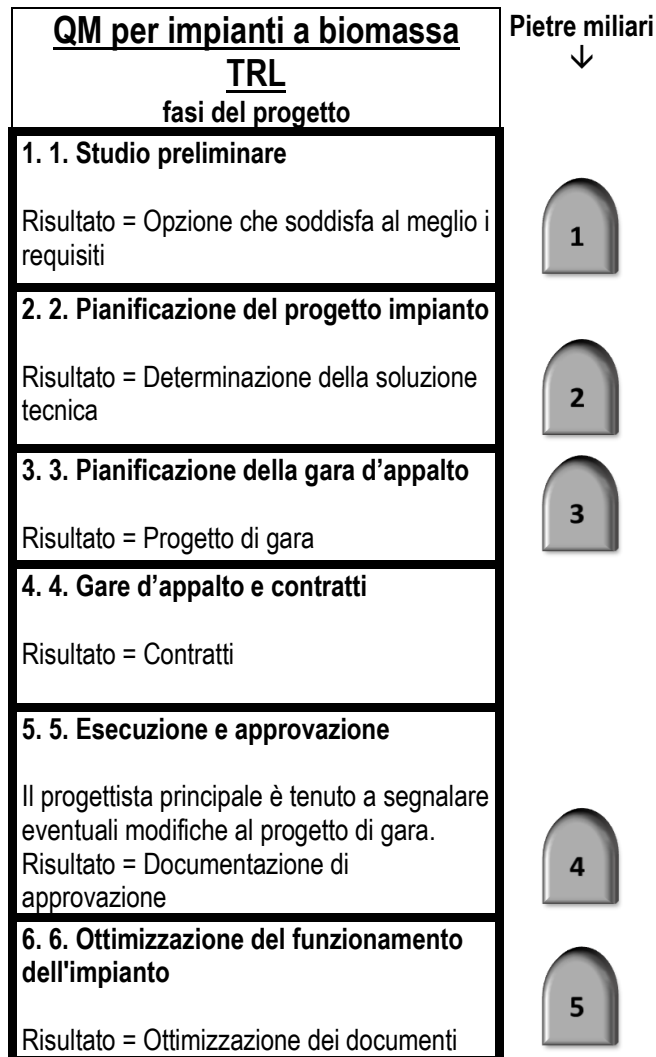 QM per impianti a biomassa
TRL
fasi del progetto
Pietre miliari
↓
1. 1. Studio preliminare
Risultato = Opzione che soddisfa al meglio i
requisiti
1
2. 2. Pianificazione del progetto impianto
Risultato = Determinazione della soluzione
tecnica
2
3. 3. Pianificazione della gara d’appalto
Risultato = Progetto di gara
3
4. 4. Gare d’appalto e contratti
Risultato = Contratti
5. 5. Esecuzione e approvazione
Il progettista principale è tenuto a segnalare
eventuali modifiche al progetto di gara.
Risultato = Documentazione di
approvazione
4
6. 6. Ottimizzazione del funzionamento
dell'impianto
Risultato = Ottimizzazione dei documenti
5